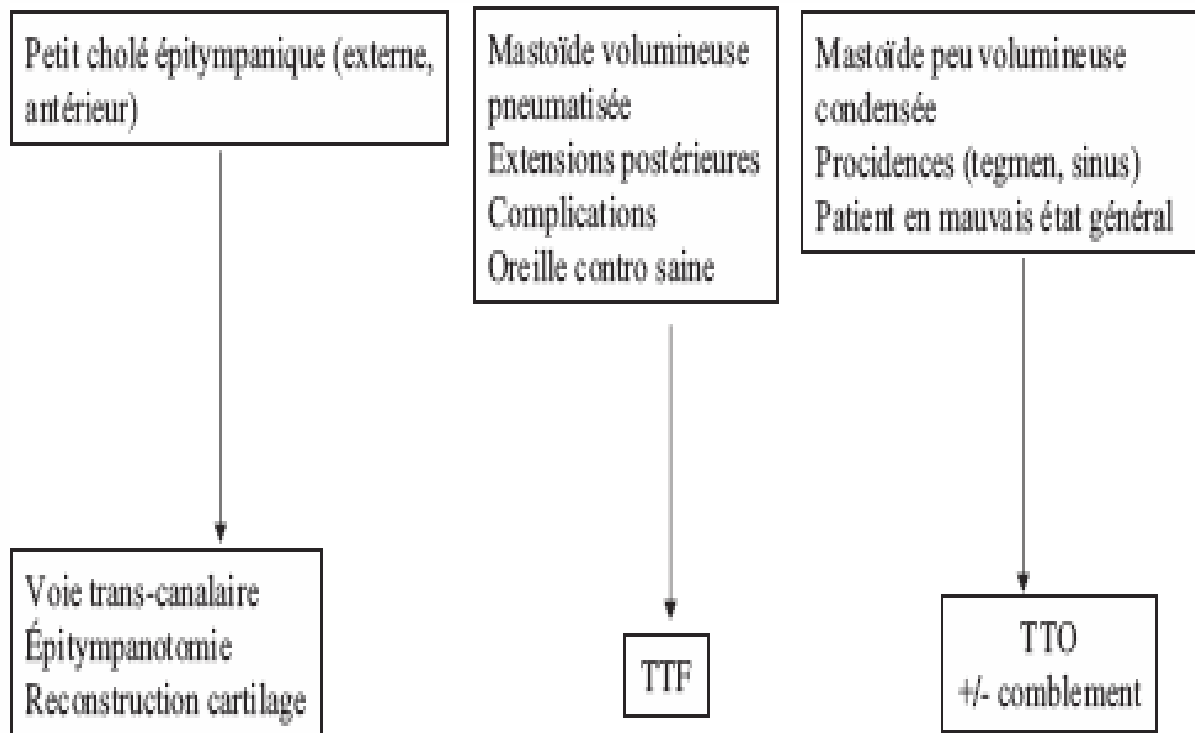 Petit cholé épitympanique (externe,
antérieur)
Mastoïde volumineuse
pneumatisée
Extensions postérieures
Complications
Oreille contro saine
Mastoïde peu volumineuse
condensée
Procidences (tegmen, sinus)
Patient en mauvais état général
Voie trans-canalaire
Épitympanotomie
Reconstruction cartilage
TTF
TTO
+/- comblement